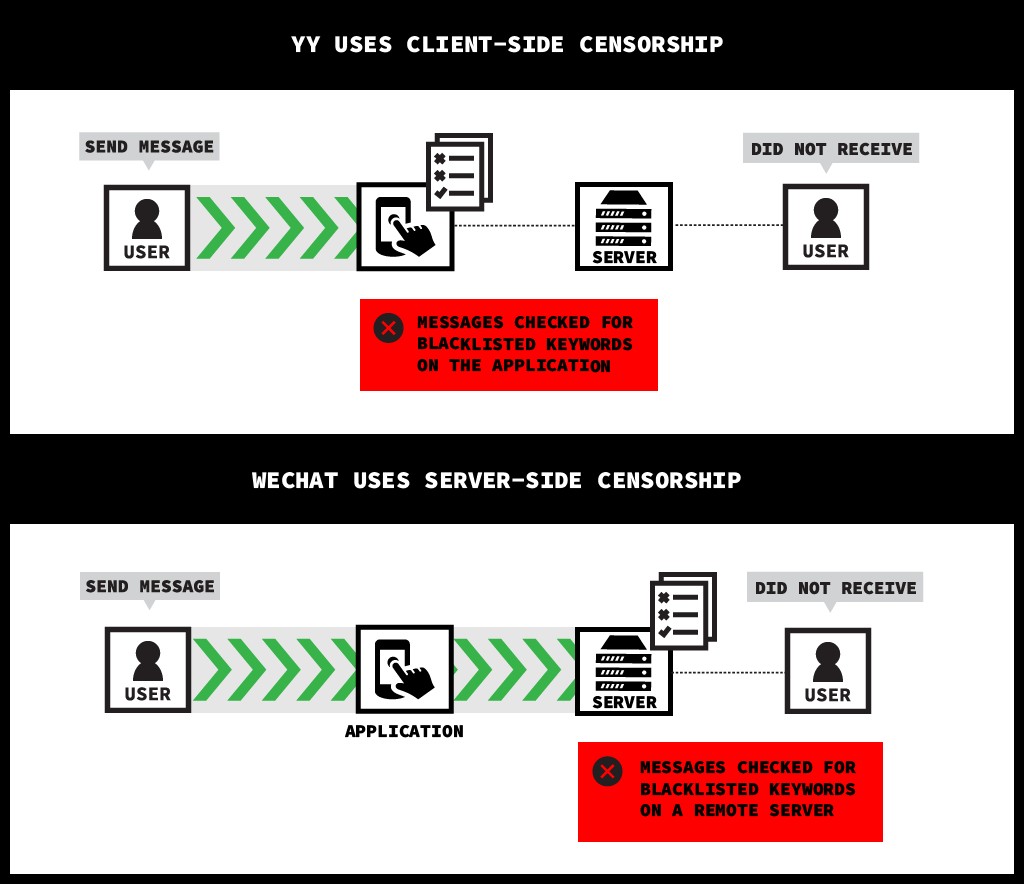 YY USES CLIENT-SIDE CENSORSHIP
SEND MESSAGE
DID NOT RECEIVE
USER
SERVER
USER
MESSAGES CHECKED FOR
BLACKLISTED KEYWORDS
ON THE APPLICATION
WECHAT USES SERVER-SIDE CENSORSHIP
SEND MESSAGE
DID NOT RECEIVE
USER
SERVER
USER
APPLICATION
MESSAGES CHECKED FOR
BLACKLISTED KEYWORDS
ON A REMOTE SERVER